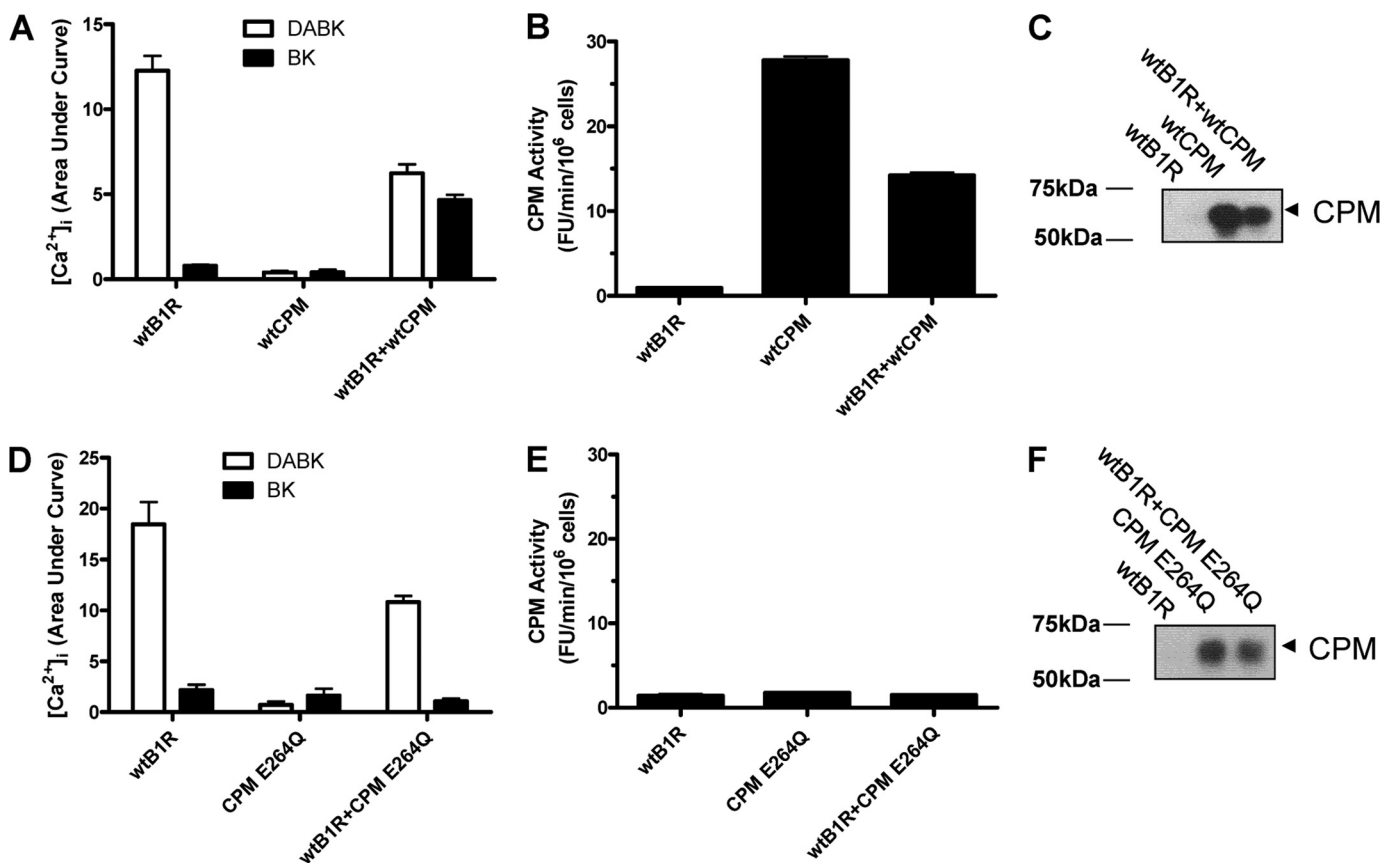 A
[Ca2+]i (Area Under Curve)
15
10
5
0
DABK
BK
wtB1R
wtCPM
wtB1R+wtCPM
B
CPM Activity
(FU/min/10⁶ cells)
30
20
10
0
wtB1R
wtCPM
wtB1R+wtCPM
C
wtB1R
wtCPM
wtB1R+wtCPM
75kDa
50kDa
CPM
D
[Ca2+]i (Area Under Curve)
25
20
15
10
5
0
DABK
BK
wtB1R
CPM E264Q
wtB1R+CPM E264Q
E
CPM Activity
(FU/min/10⁶ cells)
30
20
10
0
wtB1R
CPM E264Q
wtB1R+CPM E264Q
F
wtB1R
CPM E264Q
wtB1R+CPM E264Q
75kDa
50kDa
CPM